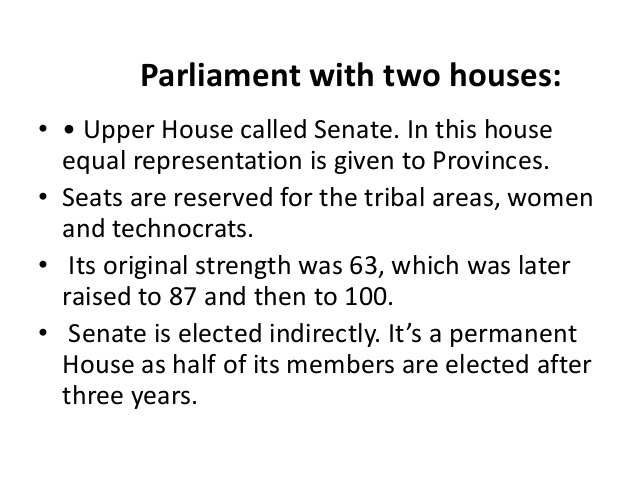 Parliament with two houses:
• • Upper House called Senate. In this house
equal representation is given to Provinces.
• Seats are reserved for the tribal areas, women
and technocrats.
• Its original strength was 63, which was later
raised to 87 and then to 100.
• Senate is elected indirectly. It’s a permanent
House as half of its members are elected after
three years.